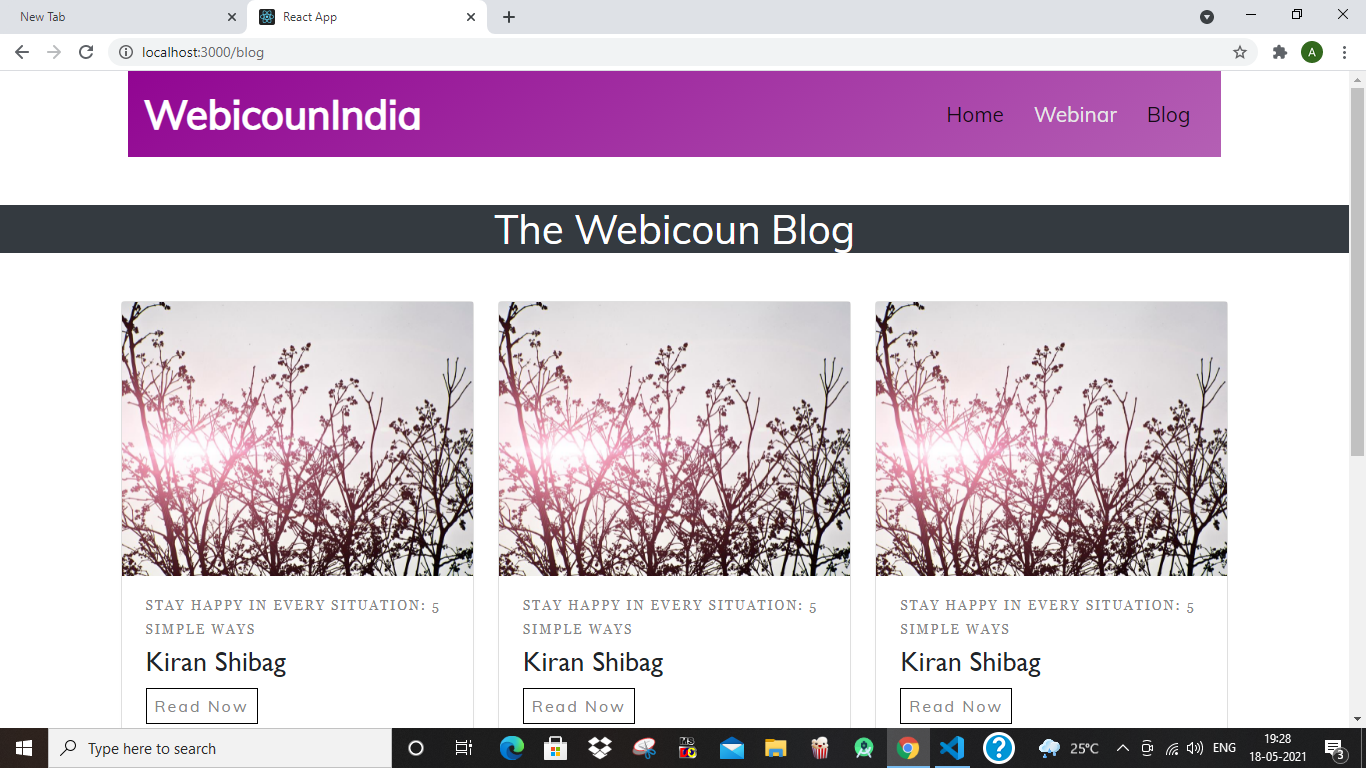 New Tab
React App
localhost:3000/blog
A
WebicounIndia
Home Webinar Blog
The Webicoun Blog
STAY HAPPY IN EVERY SITUATION: 5
SIMPLE WAYS
Kiran Shibag
Read Now
STAY HAPPY IN EVERY SITUATION: 5
SIMPLE WAYS
Kiran Shibag
Read Now
STAY HAPPY IN EVERY SITUATION: 5
SIMPLE WAYS
Kiran Shibag
Read Now
Type here to search
25°C
ENG
19:28
18-05-2021
3